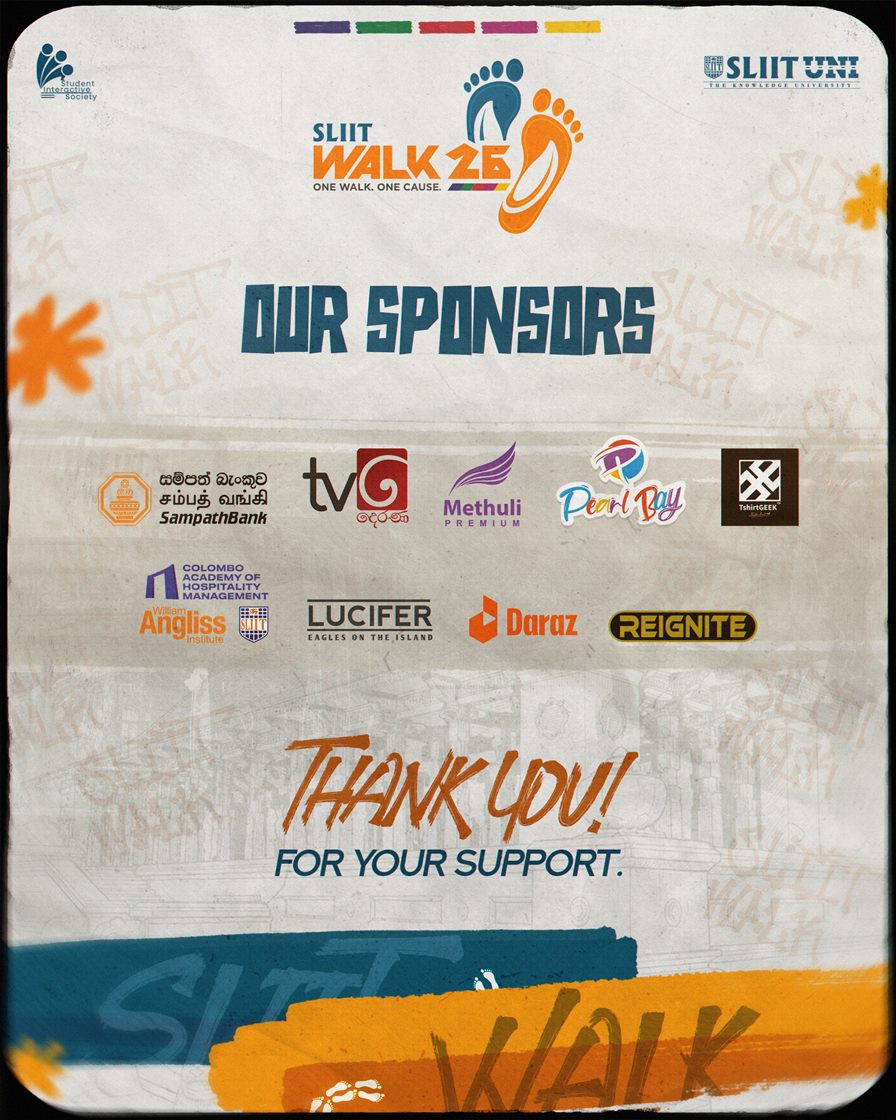 Student
Interactive
Society
SLIIT UNI
THE KNOWLEDGE UNIVERSITY
SLIIT
WALK 26
ONE WALK. ONE CAUSE.
OUR SPONSORS
සම්පත් බැංකුව
சம்பத் வங்கி
SampathBank
tv
දෙරණ
Methuli
PREMIUM
Pearl Bay
TshirtGEEK
COLOMBO
ACADEMY OF
HOSPITALITY
MANAGEMENT
William
Angliss
Institute
SLIIT
LUCIFER
EAGLES ON THE ISLAND
Daraz
REIGNITE
THANK YOU!
FOR YOUR SUPPORT.
SLIIT
WALK